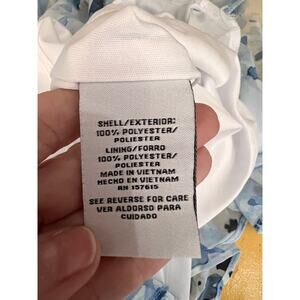 SHELL/EXTERIOR:
100% POLYESTER/
POLIESTER
LINING/FORRO
100% POLYESTER/
POLIESTER
MADE IN VIETNAM
HECHO EN VIETNAM
RN 157615
SEE REVERSE FOR CARE
VER ALDORSO PARA
CUIDADO